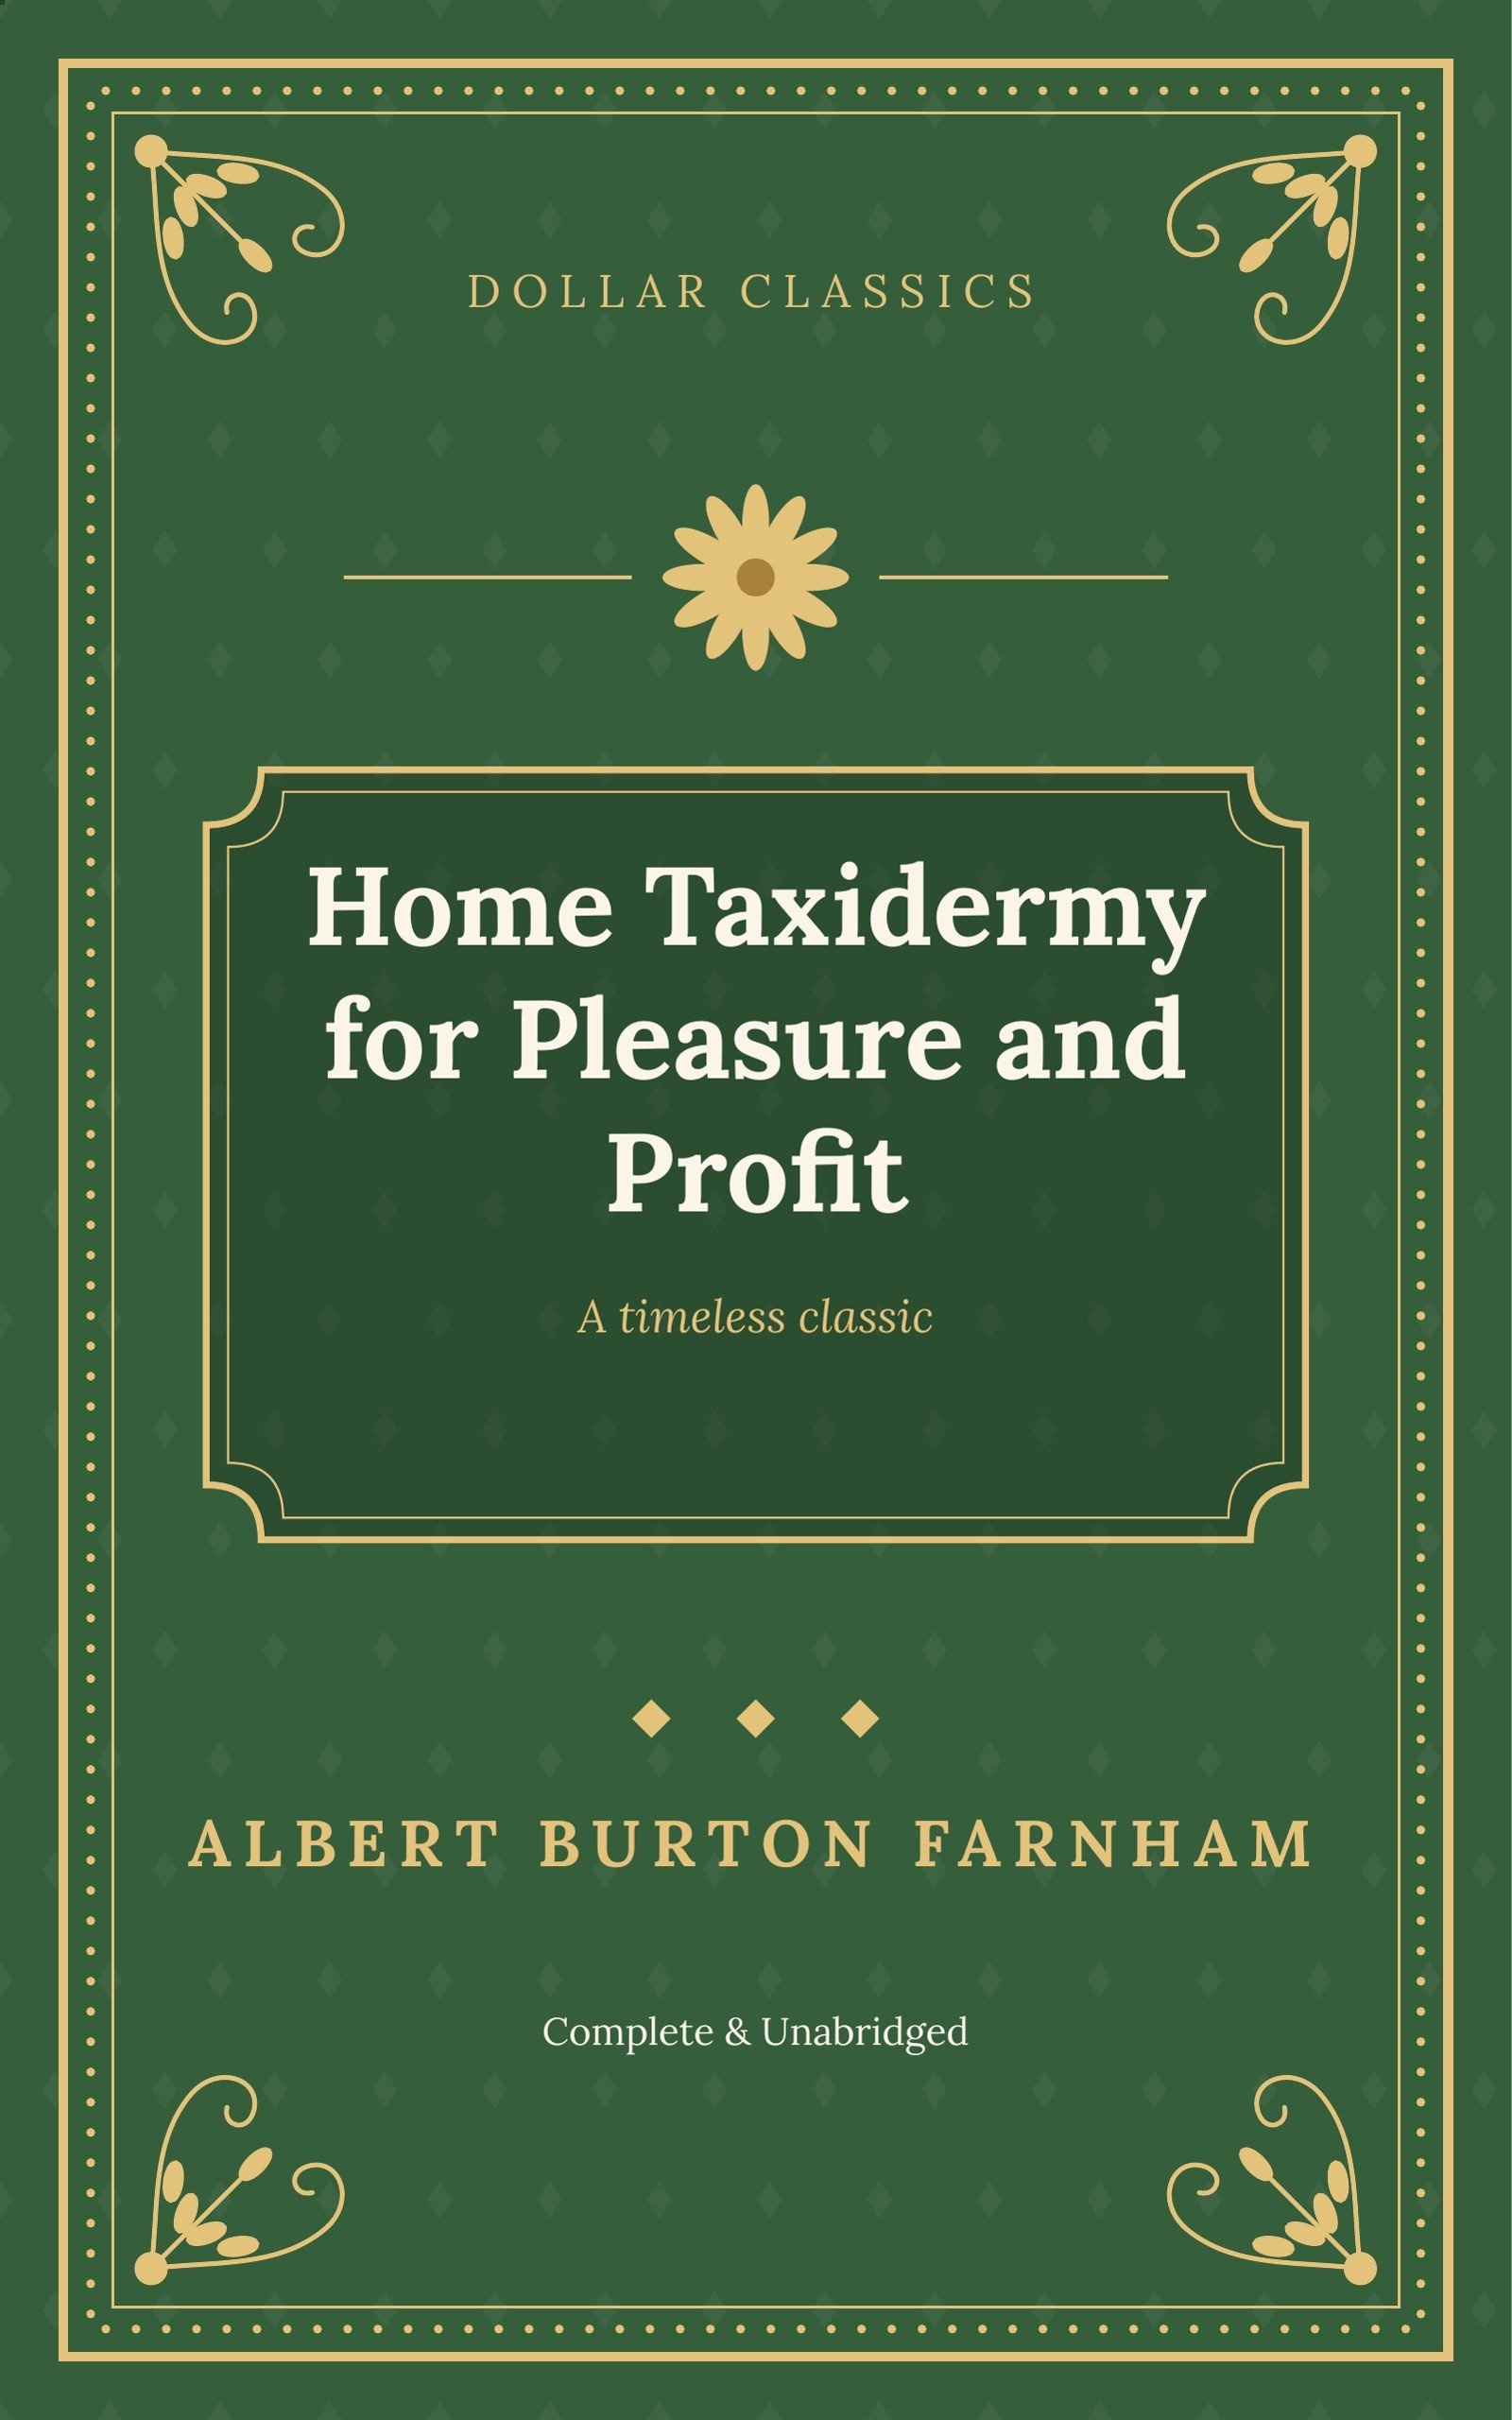 DOLLAR CLASSICS
Home Taxidermy
for Pleasure and
Profit
A timeless classic
ALBERT BURTON FARNHAM
Complete & Unabridged